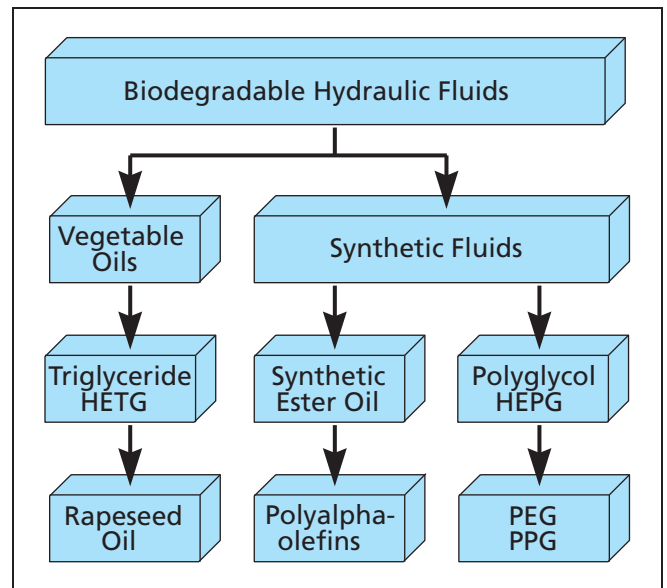 Biodegradable Hydraulic Fluids
Vegetable
Oils
Synthetic Fluids
Triglyceride
HETG
Synthetic
Ester Oil
Polyglycol
HEPG
Rapeseed
Oil
Polyalpha-
olefins
PEG
PPG